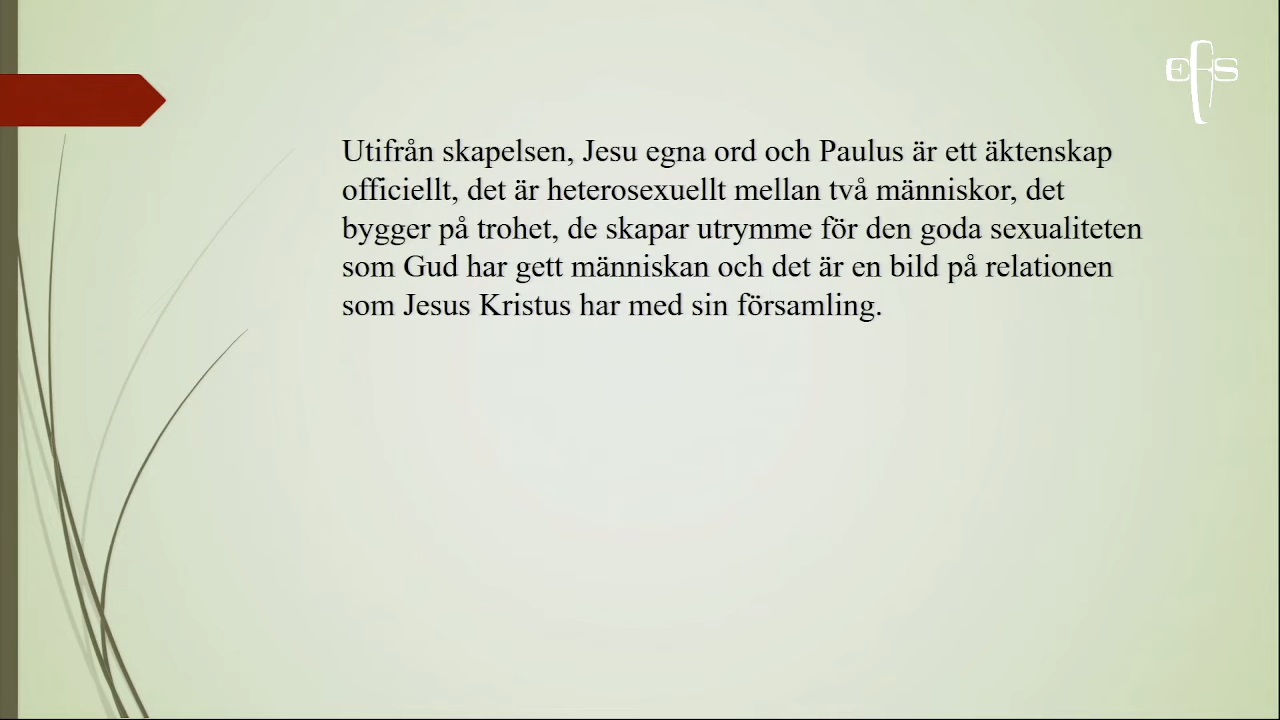 EFS
Utifrån skapelsen, Jesu egna ord och Paulus är ett äktenskap
officiellt, det är heterosexuellt mellan två människor, det
bygger på trohet, de skapar utrymme för den goda sexualiteten
som Gud har gett människan och det är en bild på relationen
som Jesus Kristus har med sin församling.